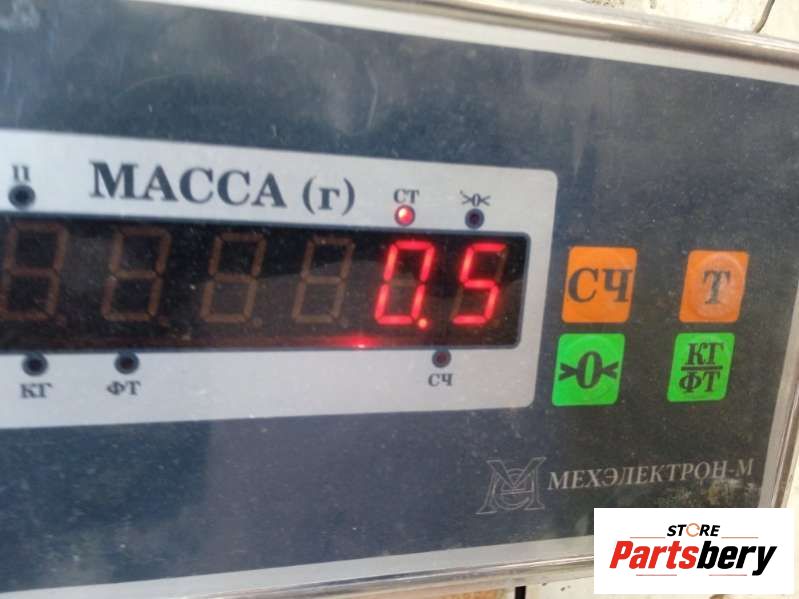 П
МАССА (г)
СТ
>0<
0.5
СЧ
Т
КГ
ФТ
СЧ
>0<
КГ
ФТ
МЕХЭЛЕКТРОН-М
STORE
Partsbery